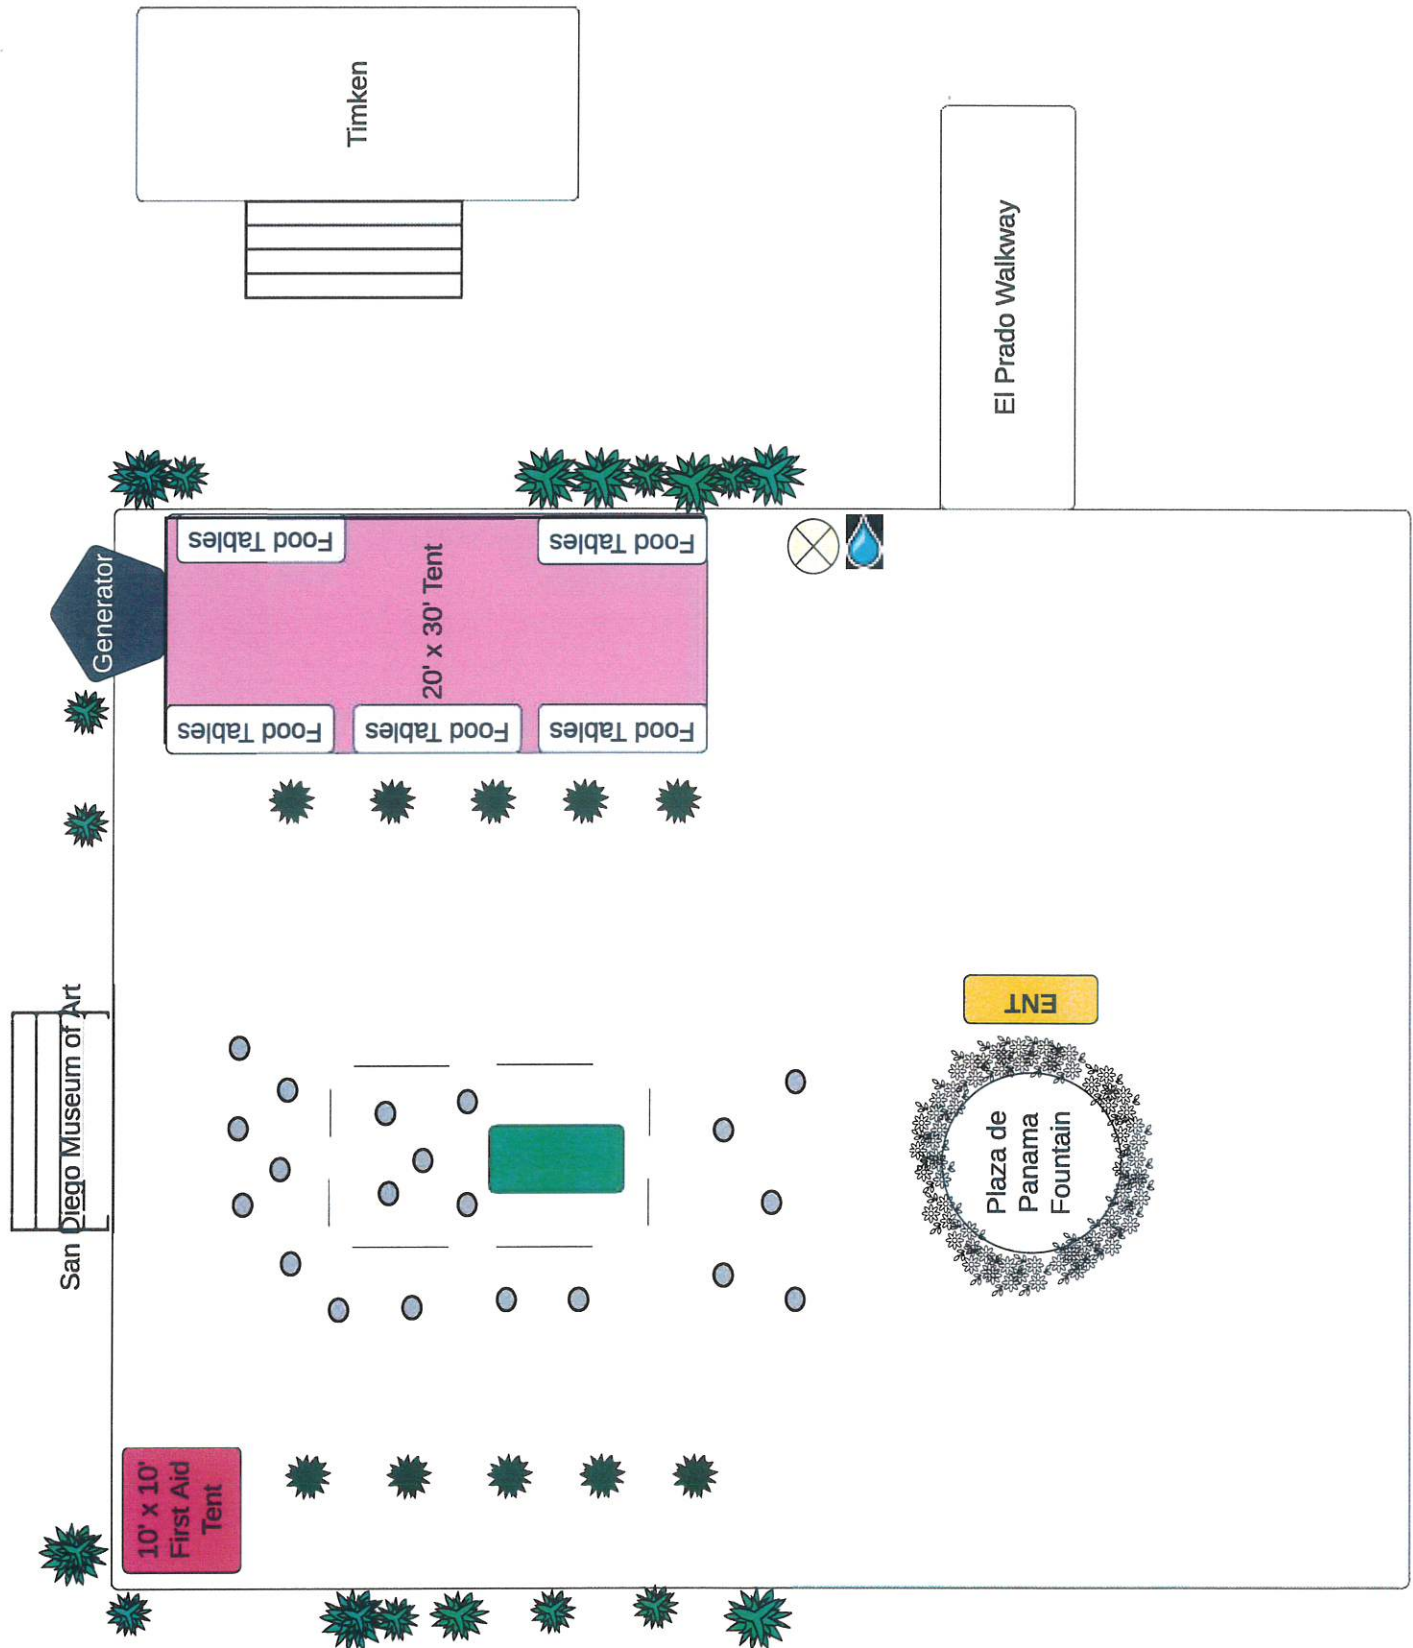 Timken
El Prado Walkway
Generator
Food Tables
Food Tables
20' x 30' Tent
Food Tables
Food Tables
Food Tables
San Diego Museum of Art
ENT
Plaza de
Panama
Fountain
10' x 10'
First Aid
Tent